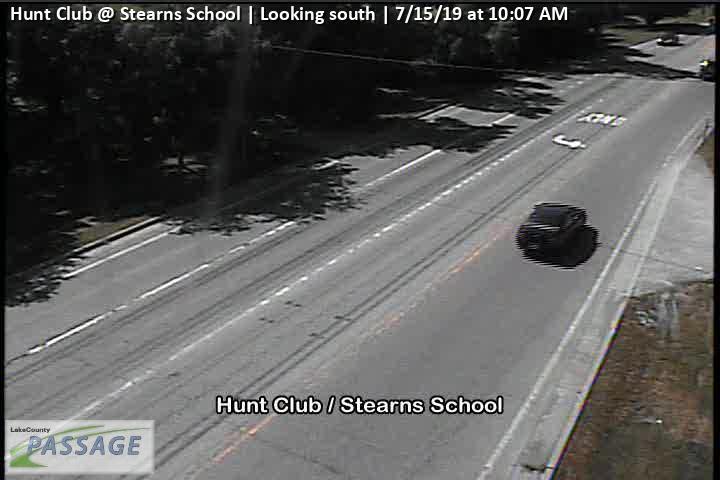 Hunt Club @ Stearns School | Looking south | 7/15/19 at 10:07 AM
ONLY
Hunt Club / Stearns School
LakeCounty
PASSAGE